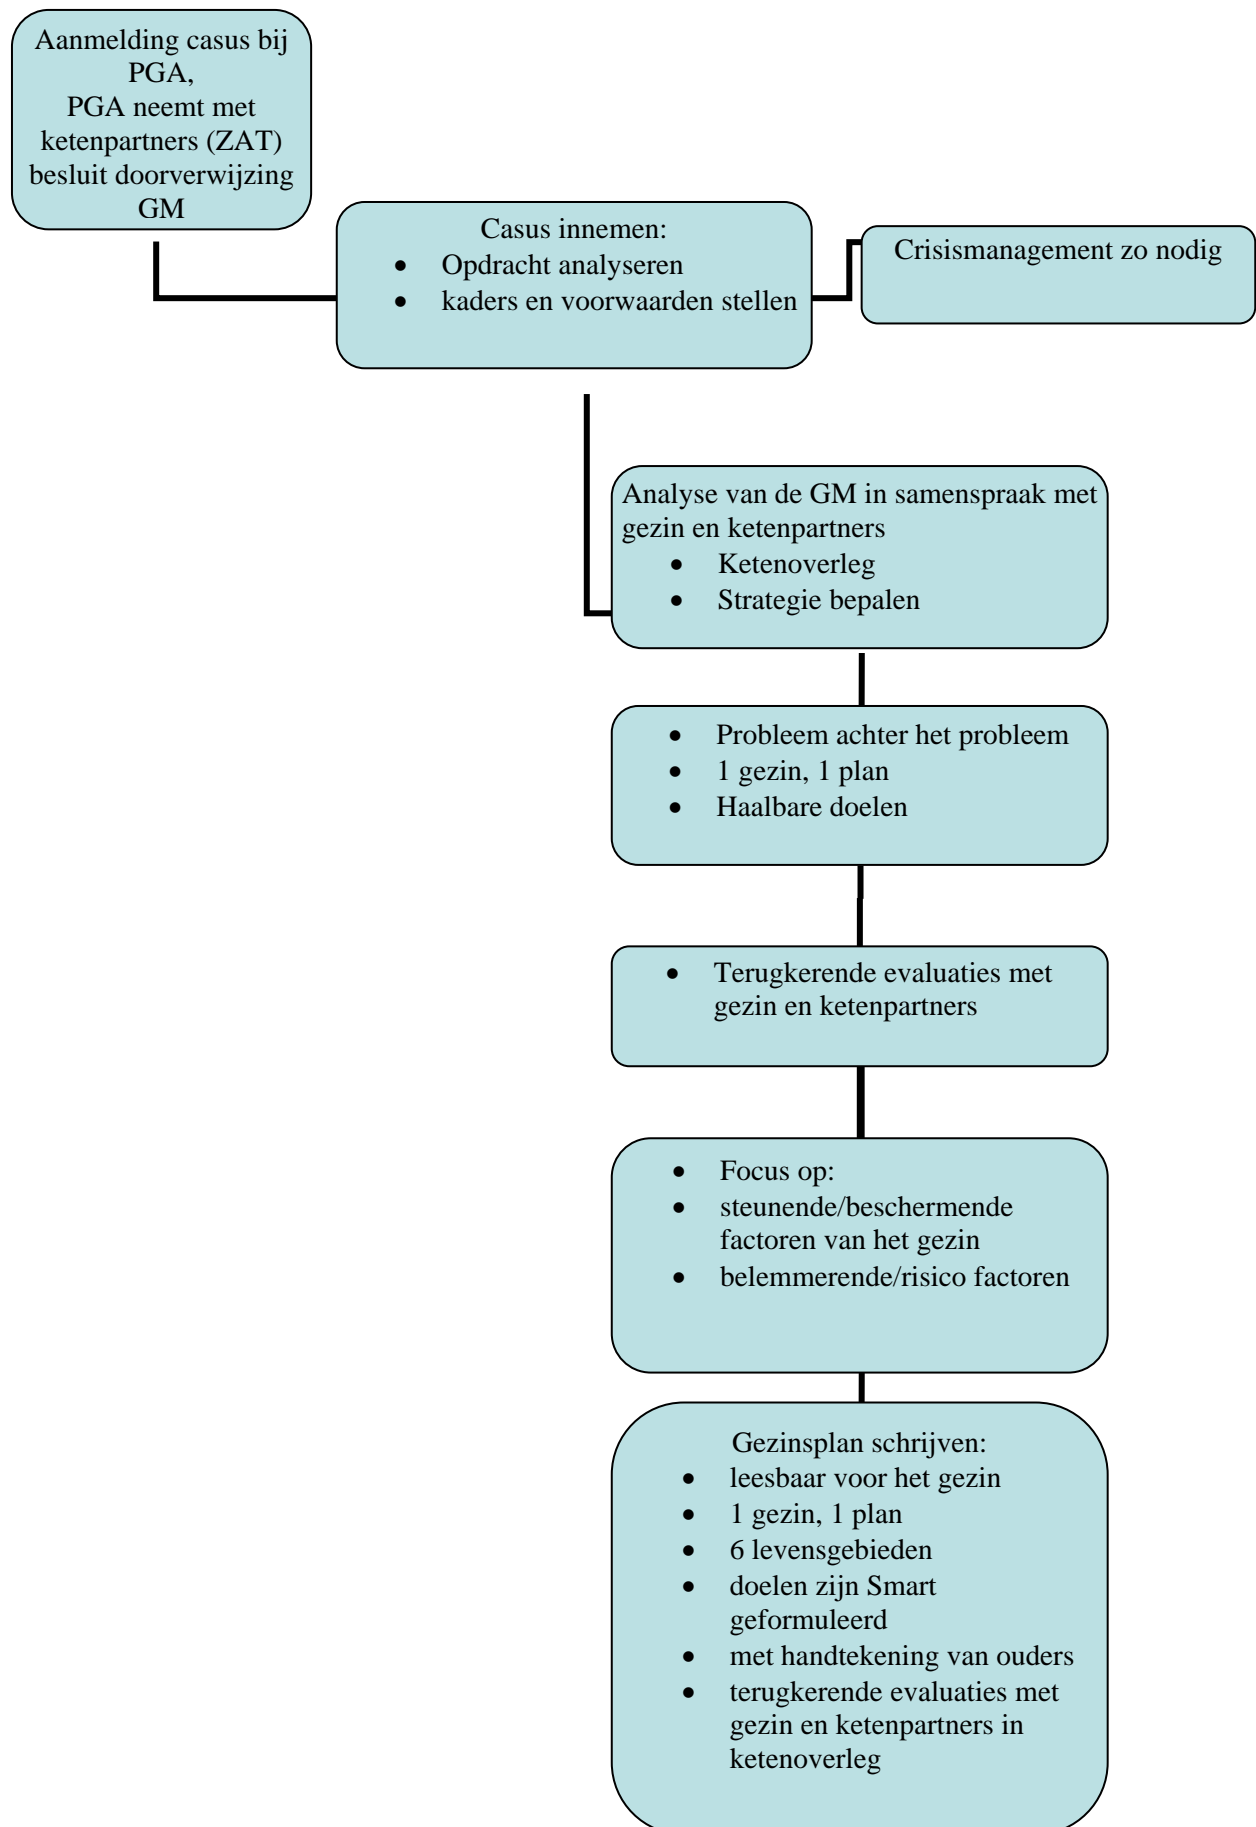 Aanmelding casus bij
PGA,
PGA neemt met
ketenpartners (ZAT)
besluit doorverwijzing
GM
Casus innemen:
• Opdracht analyseren
• kaders en voorwaarden stellen
Crisismanagement zo nodig
Analyse van de GM in samenspraak met
gezin en ketenpartners
• Ketenoverleg
• Strategie bepalen
• Probleem achter het probleem
• 1 gezin, 1 plan
• Haalbare doelen
• Terugkerende evaluaties met
gezin en ketenpartners
• Focus op:
• steunende/beschermende
factoren van het gezin
• belemmerende/risico factoren
Gezinsplan schrijven:
• leesbaar voor het gezin
• 1 gezin, 1 plan
• 6 levensgebieden
• doelen zijn Smart
geformuleerd
• met handtekening van ouders
• terugkerende evaluaties met
gezin en ketenpartners in
ketenoverleg